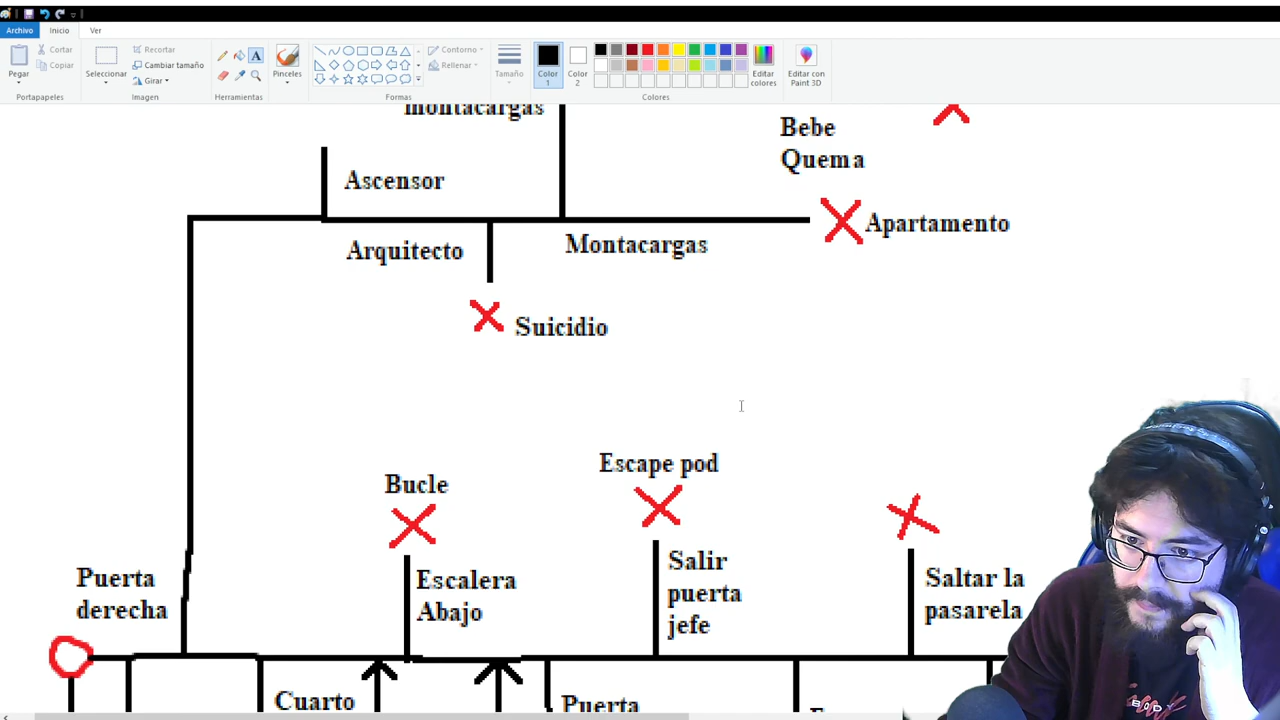 Archivo Inicio Ver
Pegar
Cortar
Copiar
Portapapeles
Seleccionar
Recortar
Cambiar tamaño
Girar
Imagen
A
Herramientas
Pinceles
Formas
Contorno
Rellenar
Tamaño
Color 1
Color 2
Colores
Editar colores
Editar con Paint 3D
montacargas
Bebe
Quema
Ascensor
Apartamento
Arquitecto
Montacargas
Suicidio
Escape pod
Bucle
Salir
puerta
jefe
Puerta
derecha
Escalera
Abajo
Saltar la
pasarela
Cuarto
Puerta